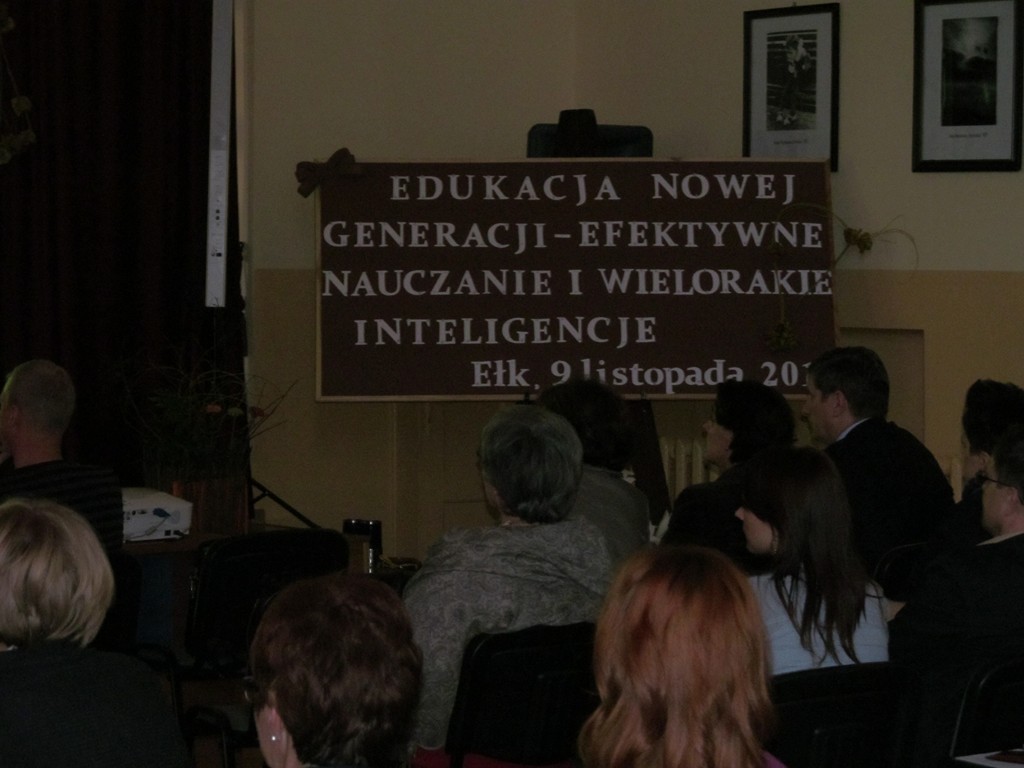 EDUKACJA NOWEJ
GENERACJI - EFEKTYWNE
NAUCZANIE I WIELORAKIE
INTELIGENCJE
Ełk, 9 listopada